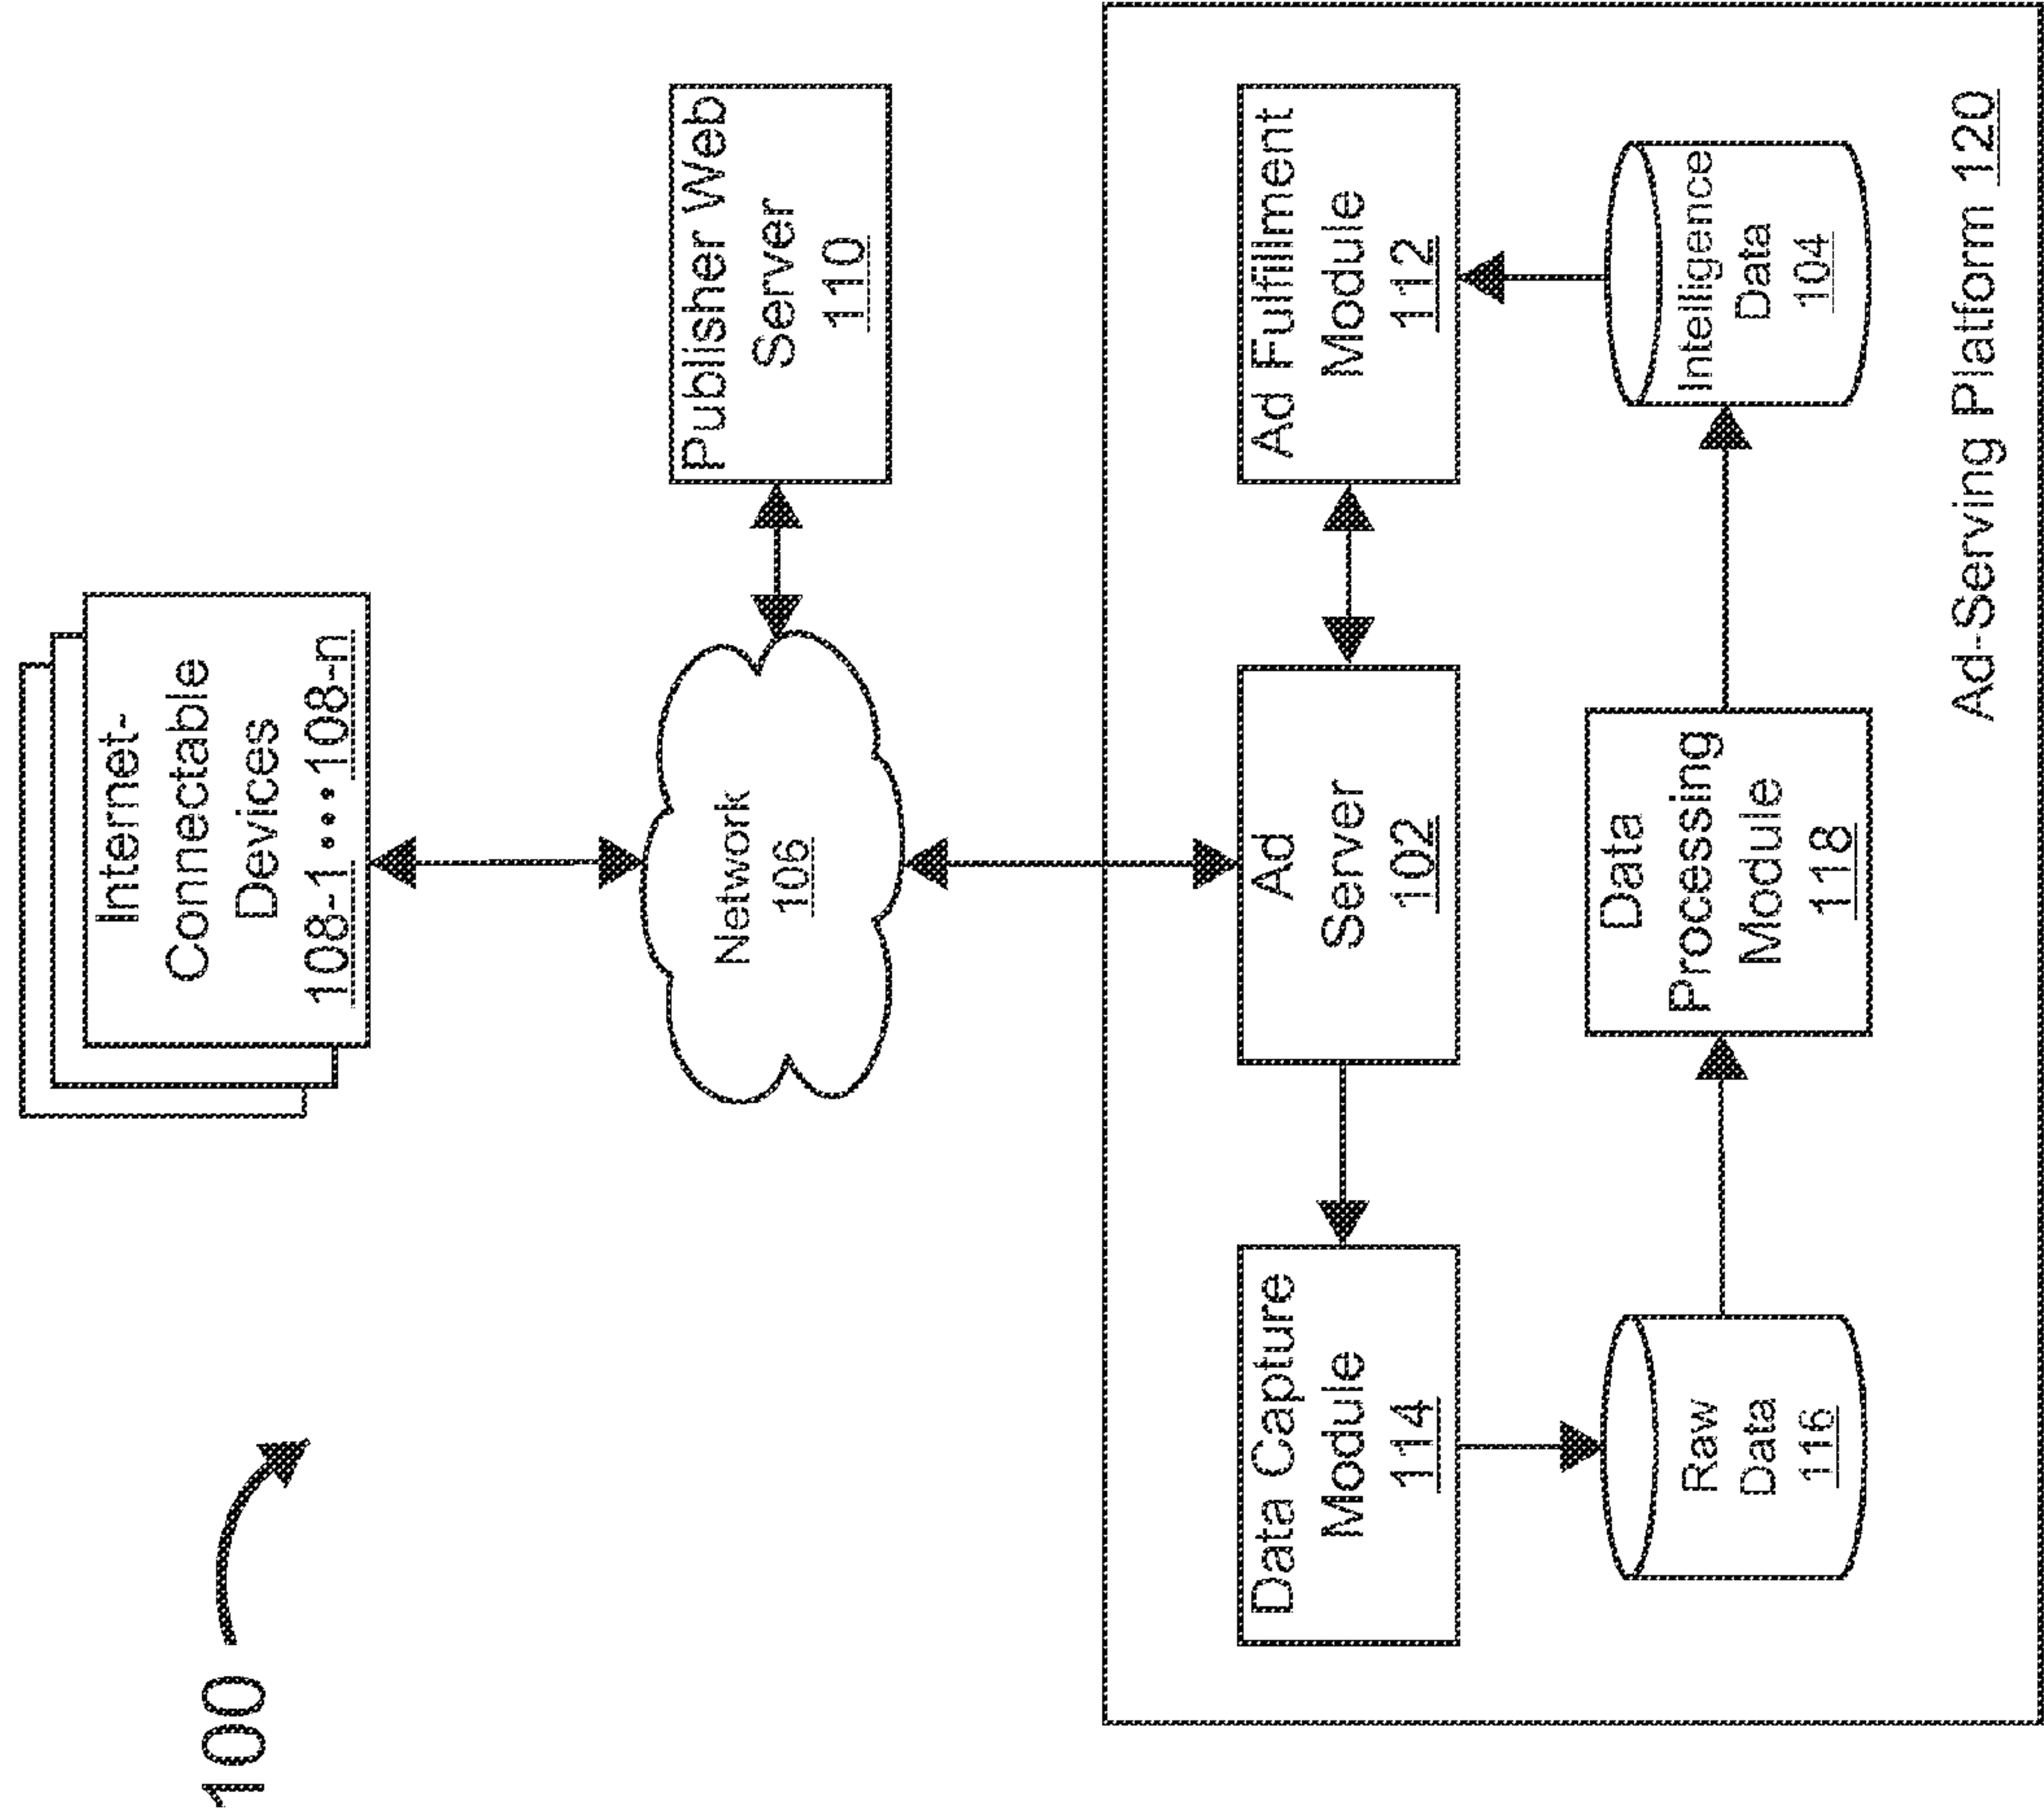 100
Internet-
Connectable
Devices
108-1 ••• 108-n
Network
106
Publisher Web
Server
110
Data Capture
Module
114
Ad
Server
102
Ad Fulfilment
Module
112
Raw
Data
116
Data
Processing
Module
118
Intelligence
Data
104
Ad-Serving Platform 120